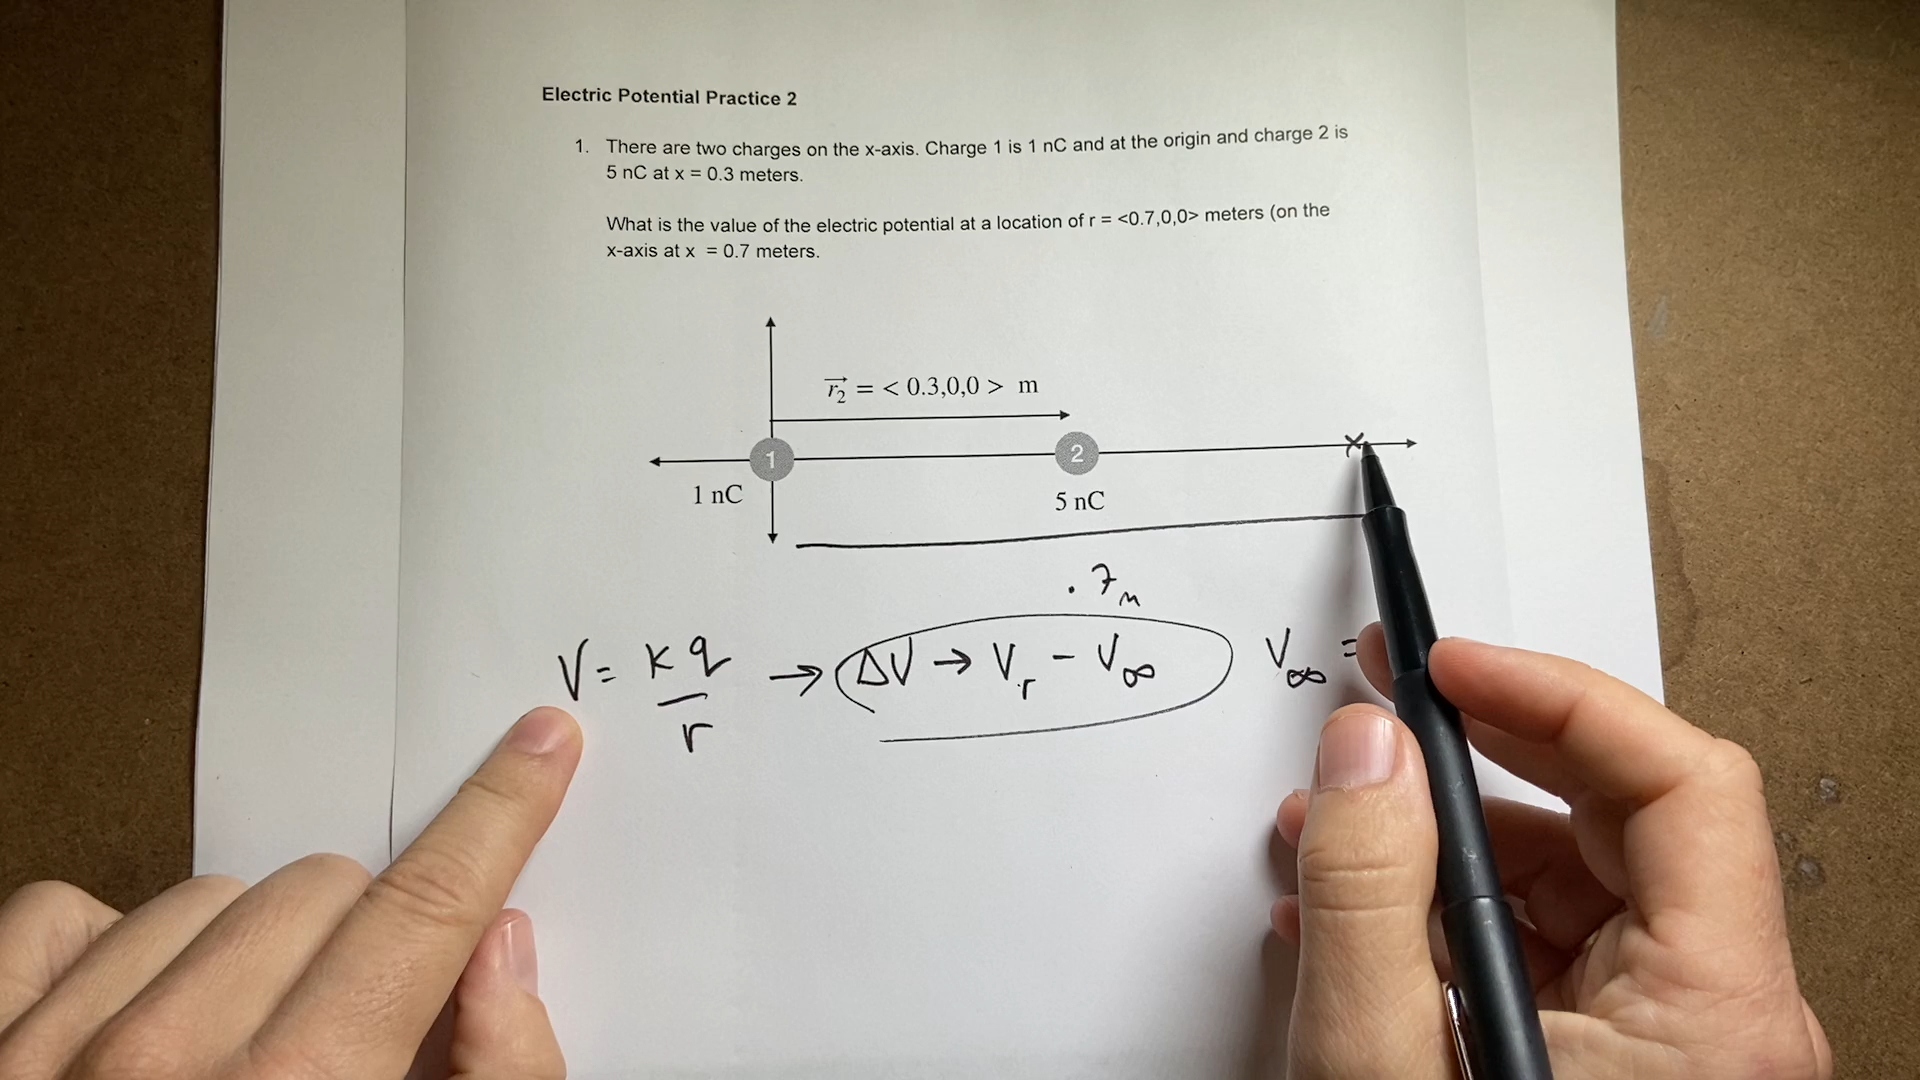 Electric Potential Practice 2
1. There are two charges on the x-axis. Charge 1 is 1 nC and at the origin and charge 2 is
5 nC at x = 0.3 meters.
What is the value of the electric potential at a location of r = <0.7,0,0> meters (on the
x-axis at x = 0.7 meters.
r₂ = < 0.3,0,0 > m
1
2
1 nC
5 nC
.7m
V = kq/r → ΔV → Vr - V∞ V∞ =